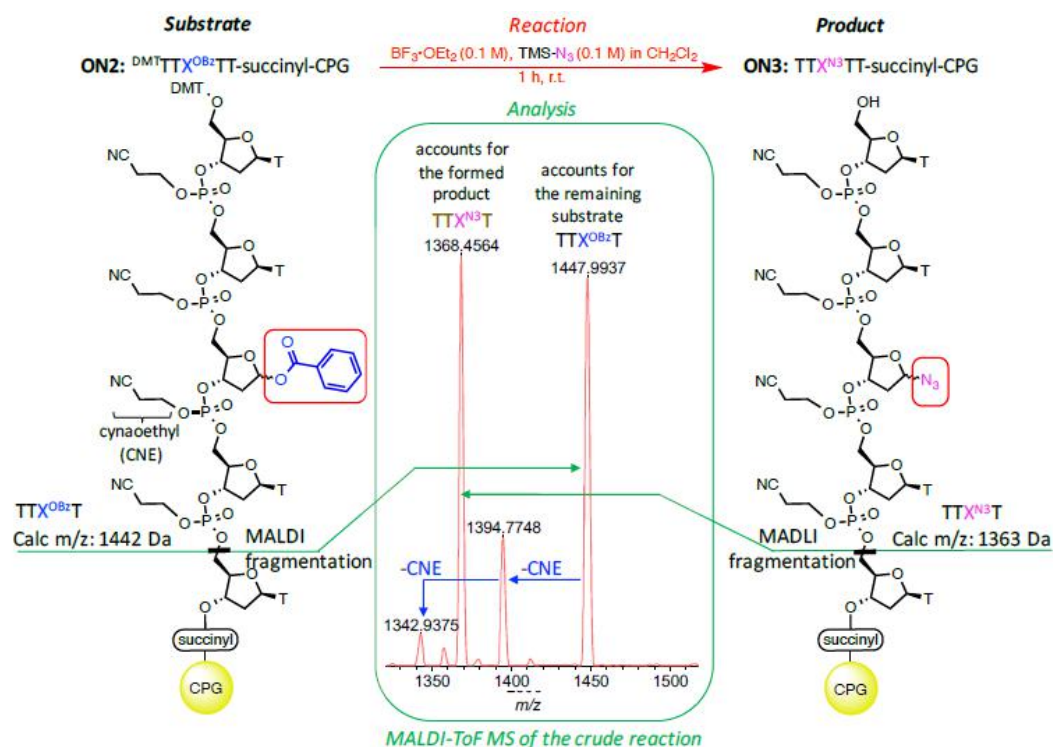 Substrate
Reaction
Product
ON2: DMTTTXOBzTT-succinyl-CPG
BF3•OEt2 (0.1 M), TMS-N3 (0.1 M) in CH2Cl2
1 h, r.t.
ON3: TTXN3TT-succinyl-CPG
DMT
O
O
T
NC
O
O
P
O
O
O
T
NC
O
O
P
O
O
O
O
O
NC
O
O
P
O
O
O
T
cynaoethyl
(CNE)
NC
O
O
P
O
O
O
T
O
succinyl
CPG
TTXOBzT
Calc m/z: 1442 Da
MALDI
fragmentation
Analysis
accounts for
the formed
product
TTXN3T
1368.4564
accounts for
the remaining
substrate
TTXOBzT
1447.9937
1394.7748
-CNE
-CNE
1342.9375
1350
1400
1450
1500
m/z
MALDI-ToF MS of the crude reaction
OH
O
T
NC
O
O
P
O
O
O
T
NC
O
O
P
O
O
O
N3
NC
O
O
P
O
O
O
T
NC
O
O
P
O
O
O
T
O
succinyl
CPG
TTXN3T
MADLI
Calc m/z: 1363 Da
fragmentation